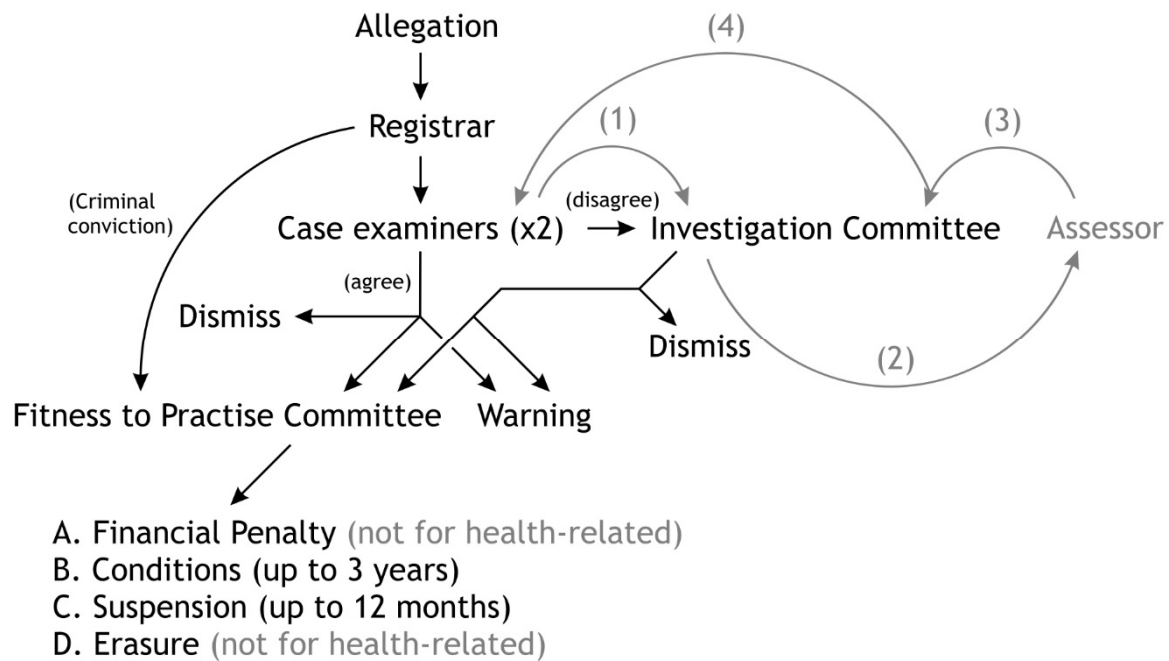 Allegation
(4)
Registrar
(1)
(3)
(Criminal
conviction)
(disagree)
Case examiners (x2)
Investigation Committee
Assessor
(agree)
Dismiss
Dismiss
(2)
Fitness to Practise Committee
Warning
A. Financial Penalty (not for health-related)
B. Conditions (up to 3 years)
C. Suspension (up to 12 months)
D. Erasure (not for health-related)